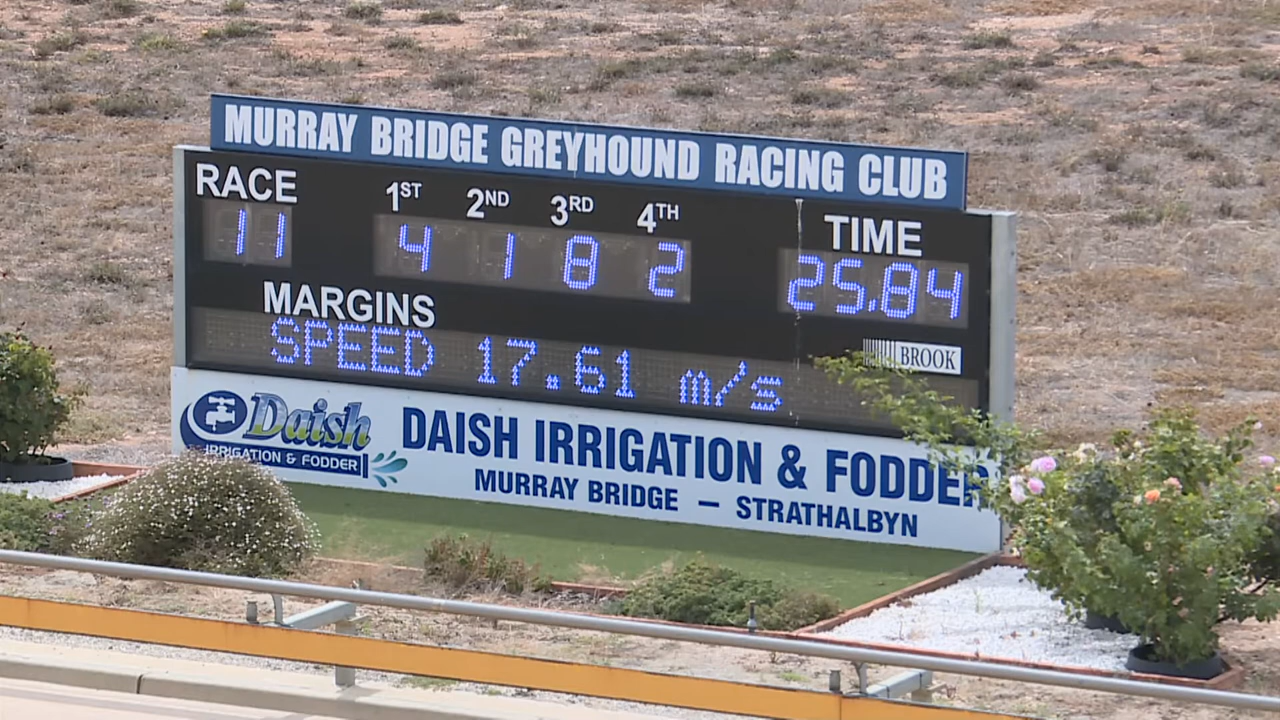 MURRAY BRIDGE GREYHOUND RACING CLUB
RACE 1ST 2ND 3RD 4TH TIME
11 4 1 8 2 25.84
MARGINS
SPEED 17.61 m/s
BROOK
Daish
IRRIGATION & FODDER
DAISH IRRIGATION & FODDER
MURRAY BRIDGE – STRATHALBYN